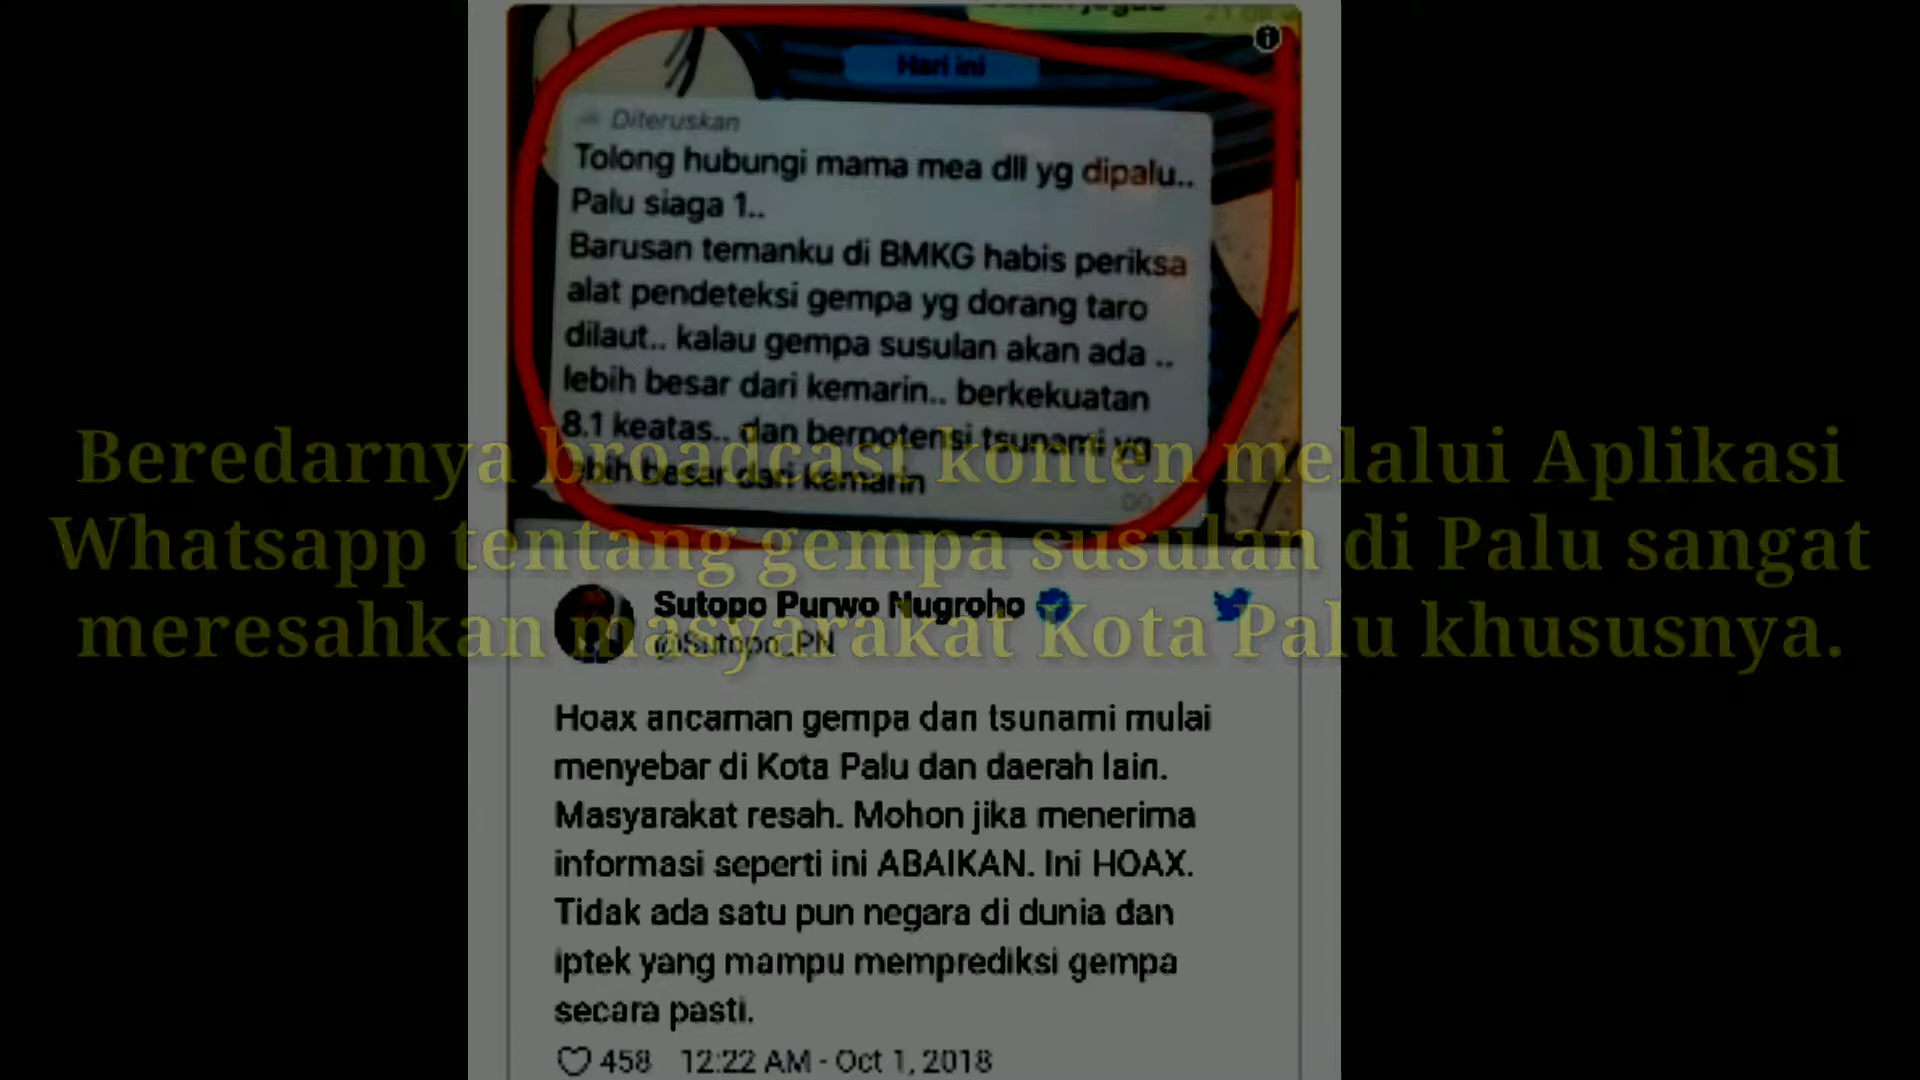 Hari ini
Diteruskan
Tolong hubungi mama mea dll yg dipalu..
Palu siaga 1..
Barusan temanku di BMKG habis periksa
alat pendeteksi gempa yg dorang taro
dilaut.. kalau gempa susulan akan ada ..
lebih besar dari kemarin.. berkekuatan
8.1 keatas.. dan berpotensi tsunami yg
lebih besar dari kemarin
Beredarnya broadcast konten melalui Aplikasi
Whatsapp tentang gempa susulan di Palu sangat
meresahkan masyarakat Kota Palu khususnya.
Sutopo Purwo Nugroho
@Sutopo_PN
Hoax ancaman gempa dan tsunami mulai
menyebar di Kota Palu dan daerah lain.
Masyarakat resah. Mohon jika menerima
informasi seperti ini ABAIKAN. Ini HOAX.
Tidak ada satu pun negara di dunia dan
iptek yang mampu memprediksi gempa
secara pasti.
458 12:22 AM - Oct 1, 2018